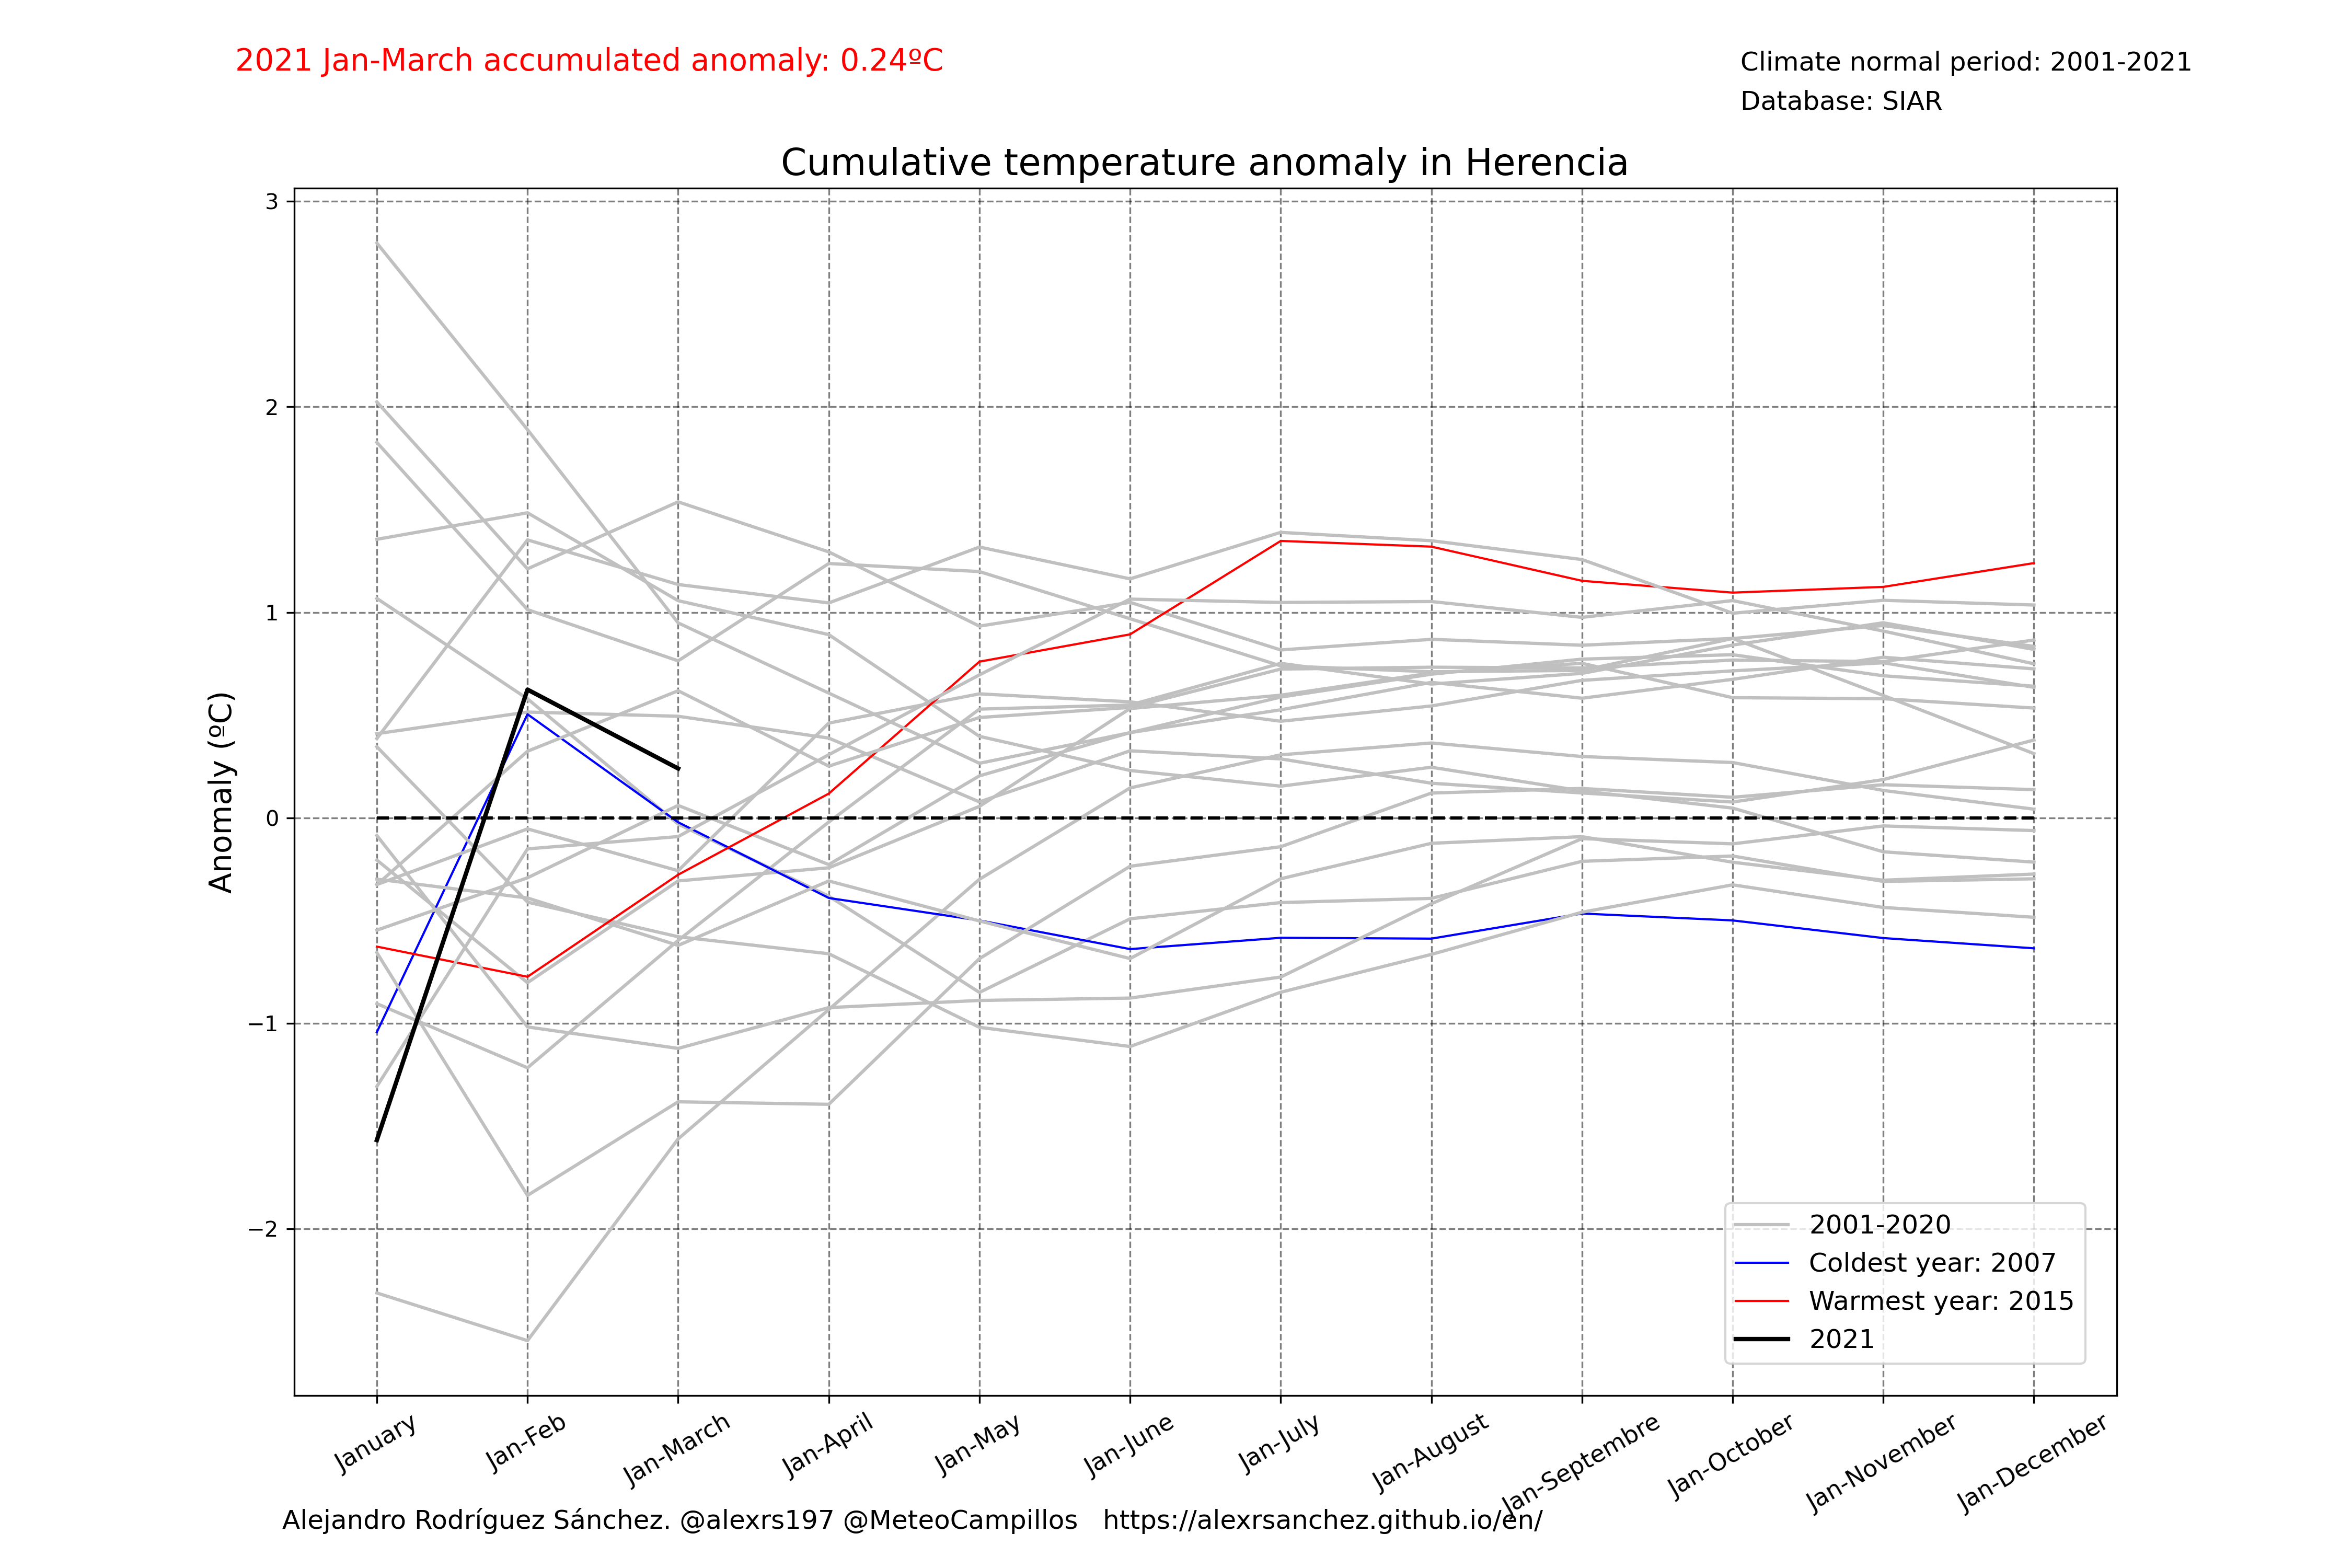 2021 Jan-March accumulated anomaly: 0.24ºC
Climate normal period: 2001-2021
Database: SIAR
Cumulative temperature anomaly in Herencia
Anomaly (ºC)
3
2
1
0
−1
−2
2001-2020
Coldest year: 2007
Warmest year: 2015
2021
January
Jan-Feb
Jan-March
Jan-April
Jan-May
Jan-June
Jan-July
Jan-August
Jan-Septembre
Jan-October
Jan-November
Jan-December
Alejandro Rodríguez Sánchez. @alexrs197 @MeteoCampillos https://alexrsanchez.github.io/en/